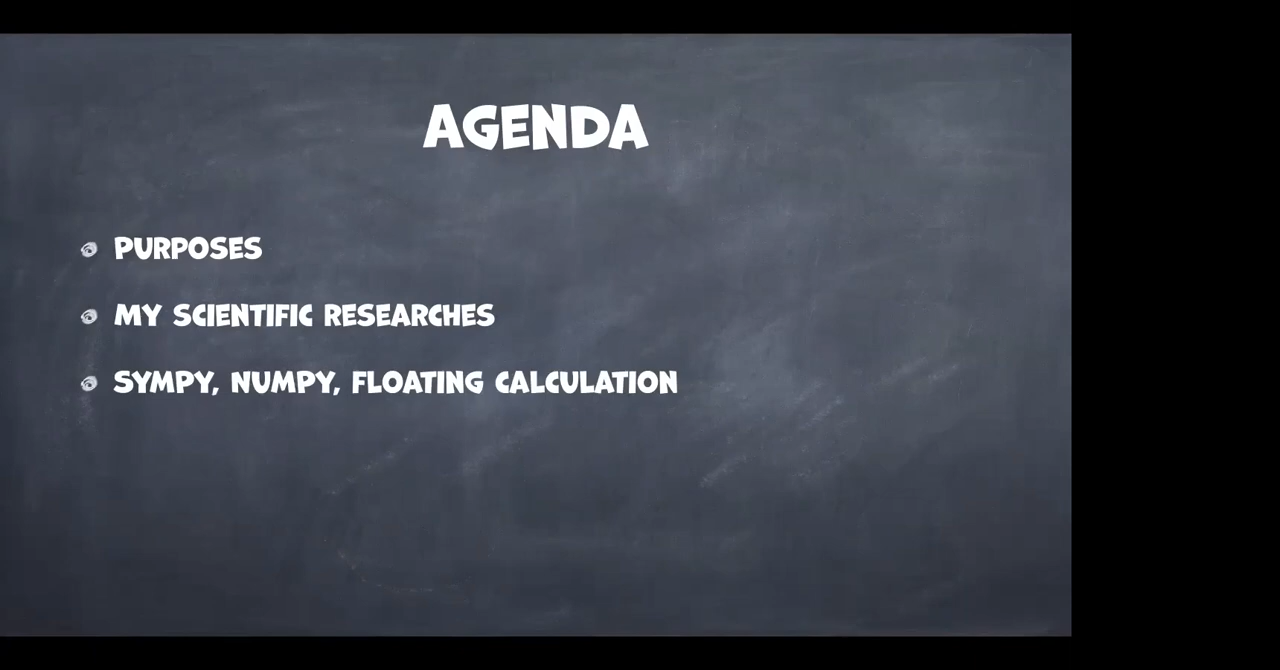 AGENDA
PURPOSES
MY SCIENTIFIC RESEARCHES
SYMPY, NUMPY, FLOATING CALCULATION